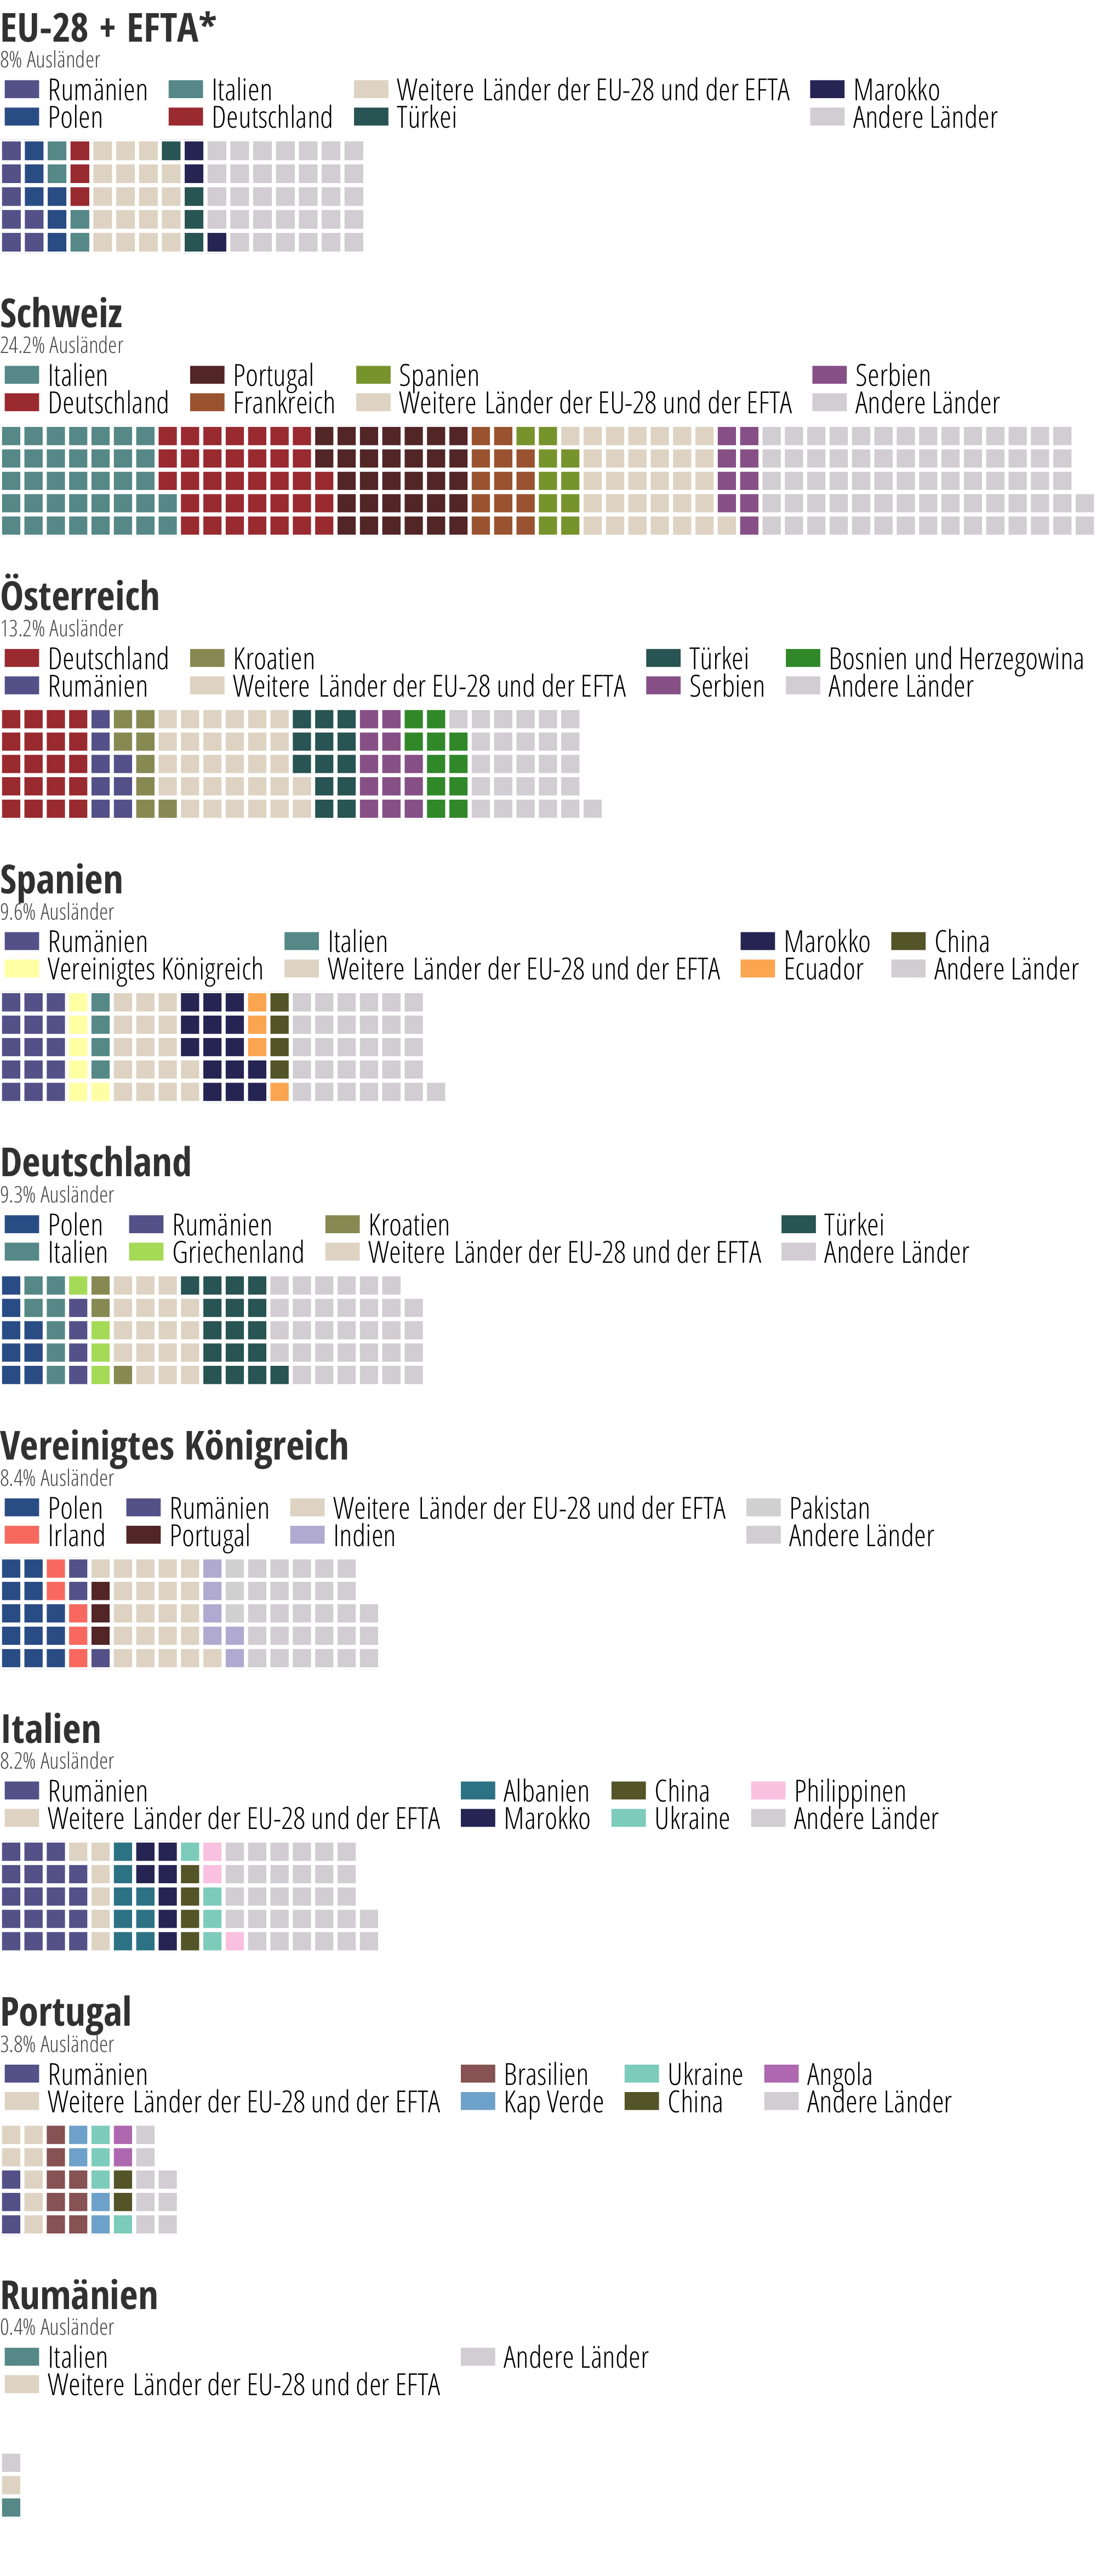 EU-28 + EFTA*
8% Ausländer
Rumänien Italien Weitere Länder der EU-28 und der EFTA Marokko
Polen Deutschland Türkei Andere Länder
Schweiz
24.2% Ausländer
Italien Portugal Spanien Serbien
Deutschland Frankreich Weitere Länder der EU-28 und der EFTA Andere Länder
Österreich
13.2% Ausländer
Deutschland Kroatien Türkei Bosnien und Herzegowina
Rumänien Weitere Länder der EU-28 und der EFTA Serbien Andere Länder
Spanien
9.6% Ausländer
Rumänien Italien Marokko China
Vereinigtes Königreich Weitere Länder der EU-28 und der EFTA Ecuador Andere Länder
Deutschland
9.3% Ausländer
Polen Rumänien Kroatien Türkei
Italien Griechenland Weitere Länder der EU-28 und der EFTA Andere Länder
Vereinigtes Königreich
8.4% Ausländer
Polen Rumänien Weitere Länder der EU-28 und der EFTA Pakistan
Irland Portugal Indien Andere Länder
Italien
8.2% Ausländer
Rumänien Albanien China Philippinen
Weitere Länder der EU-28 und der EFTA Marokko Ukraine Andere Länder
Portugal
3.8% Ausländer
Rumänien Brasilien Ukraine Angola
Weitere Länder der EU-28 und der EFTA Kap Verde China Andere Länder
Rumänien
0.4% Ausländer
Italien Andere Länder
Weitere Länder der EU-28 und der EFTA